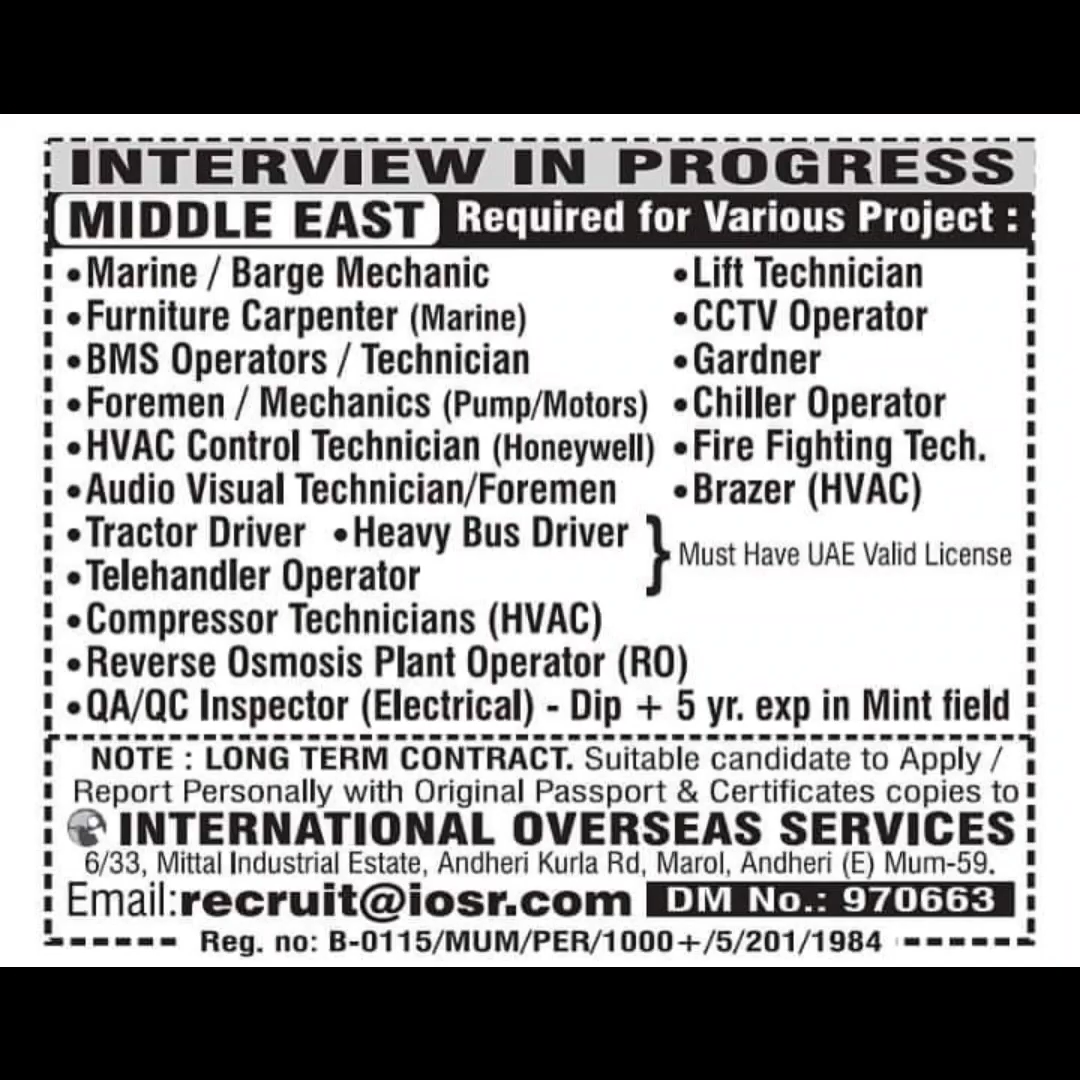 INTERVIEW IN PROGRESS
MIDDLE EAST Required for Various Project :
•Marine / Barge Mechanic
•Furniture Carpenter (Marine)
•BMS Operators / Technician
•Foremen / Mechanics (Pump/Motors)
•HVAC Control Technician (Honeywell)
•Audio Visual Technician/Foremen
•Lift Technician
•CCTV Operator
•Gardner
•Chiller Operator
•Fire Fighting Tech.
•Brazer (HVAC)
•Tractor Driver •Heavy Bus Driver
•Telehandler Operator
} Must Have UAE Valid License
•Compressor Technicians (HVAC)
•Reverse Osmosis Plant Operator (RO)
•QA/QC Inspector (Electrical) - Dip + 5 yr. exp in Mint field
NOTE : LONG TERM CONTRACT. Suitable candidate to Apply /
Report Personally with Original Passport & Certificates copies to
INTERNATIONAL OVERSEAS SERVICES
6/33, Mittal Industrial Estate, Andheri Kurla Rd, Marol, Andheri (E) Mum-59.
Email:recruit@iosr.com DM No.: 970663
Reg. no: B-0115/MUM/PER/1000+/5/201/1984